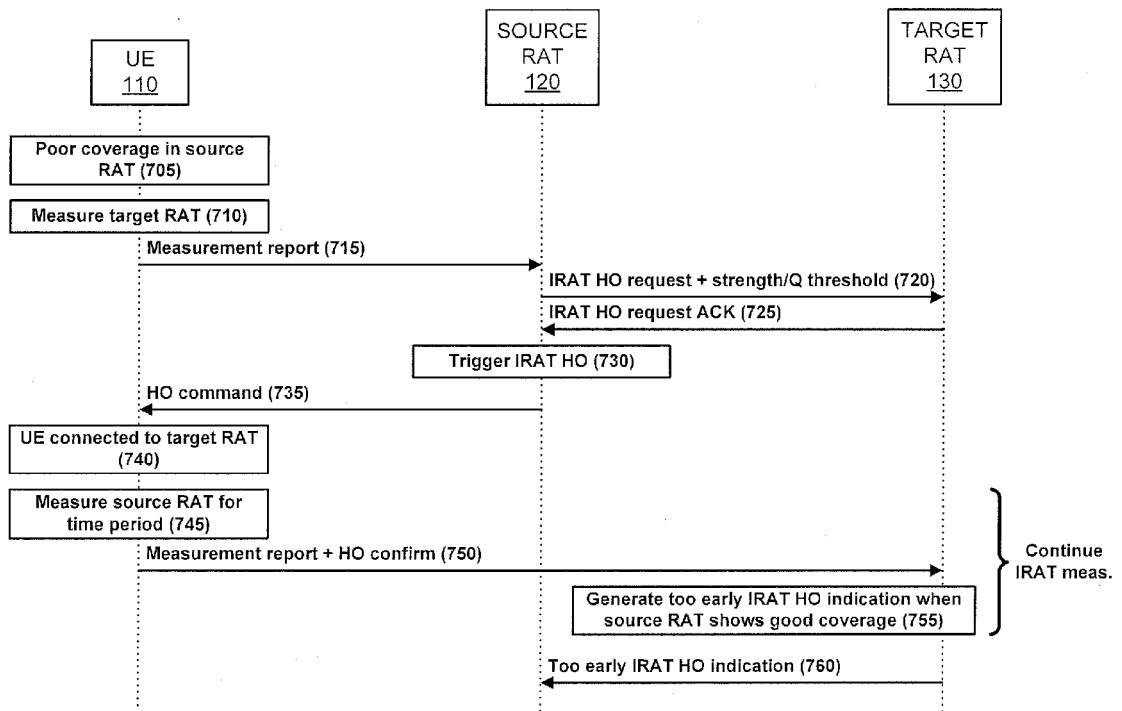 UE
110
SOURCE
RAT
120
TARGET
RAT
130
Poor coverage in source
RAT (705)
Measure target RAT (710)
Measurement report (715)
IRAT HO request + strength/Q threshold (720)
IRAT HO request ACK (725)
Trigger IRAT HO (730)
HO command (735)
UE connected to target RAT
(740)
Measure source RAT for
time period (745)
Measurement report + HO confirm (750)
Continue
IRAT meas.
Generate too early IRAT HO indication when
source RAT shows good coverage (755)
Too early IRAT HO indication (760)